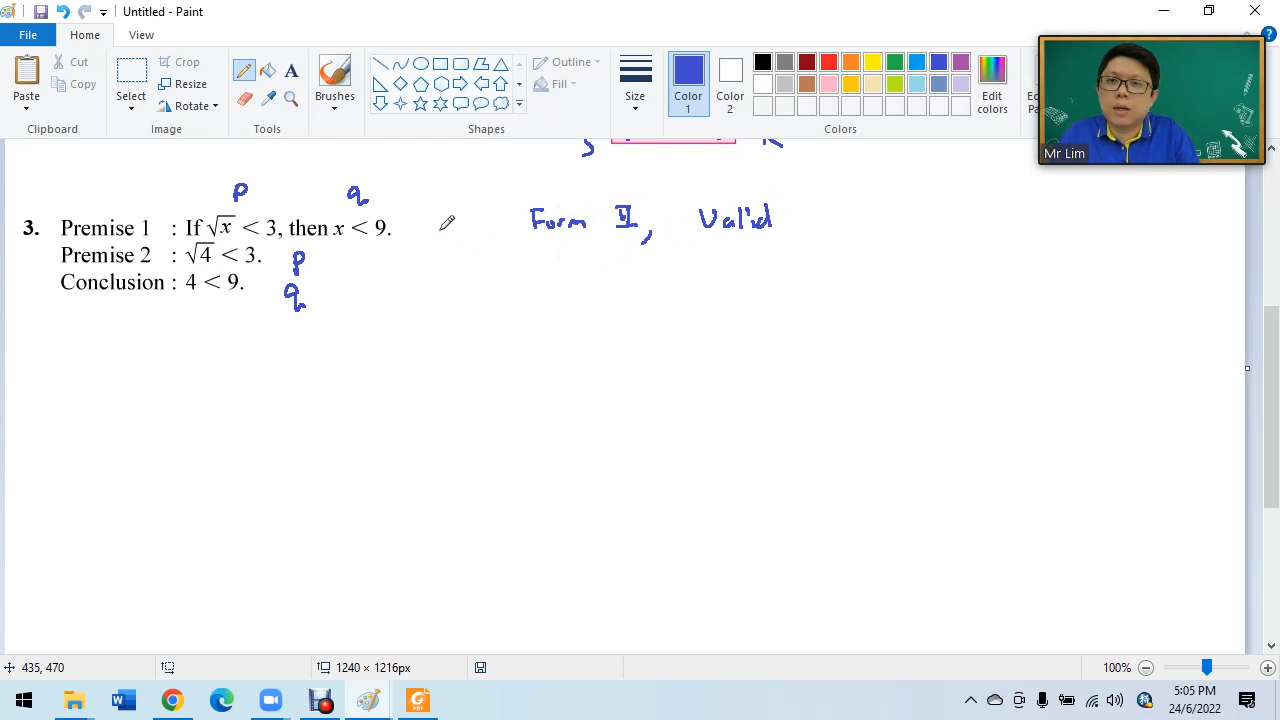 Untitled - Paint
File Home View
Paste Cut Copy Select Crop Resize Rotate Brushes Outline Fill Size Color 1 Color 2 Edit colors
Clipboard Image Tools Shapes Colors
Mr Lim
p q
3. Premise 1 : If √x < 3, then x < 9. Form II, Valid
Premise 2 : √4 < 3. p
Conclusion : 4 < 9. q
435, 470 1240 × 1216px 100%
5:05 PM
24/6/2022